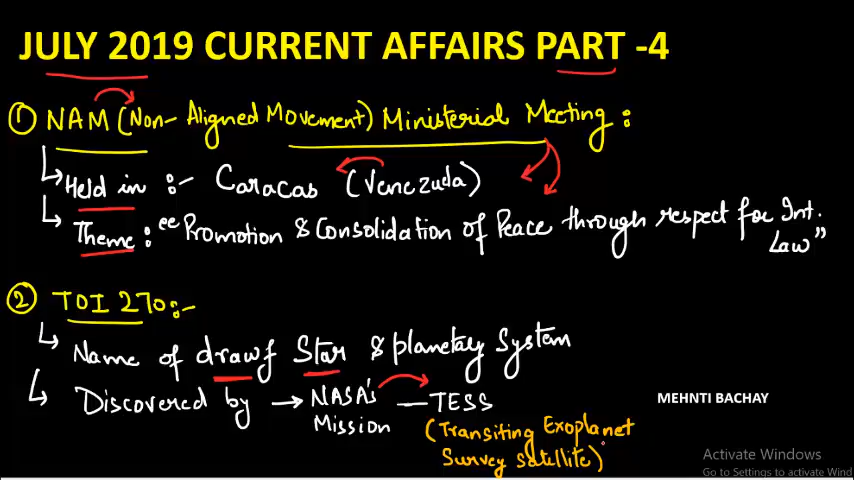 JULY 2019 CURRENT AFFAIRS PART -4
① NAM (Non- Aligned Movement) Ministerial Meeting :
Held in :- Caracas (Venezuda)
Theme : "Promotion & Consolidation of Peace through respect for Int.
Law"
② TOI 270:-
Name of drawf Star & planetary System
Discovered by → NASA's — TESS
Mission
(Transiting Exoplanet
Survey Satellite)
MEHNTI BACHAY
Activate Windows
Go to Settings to activate Wind